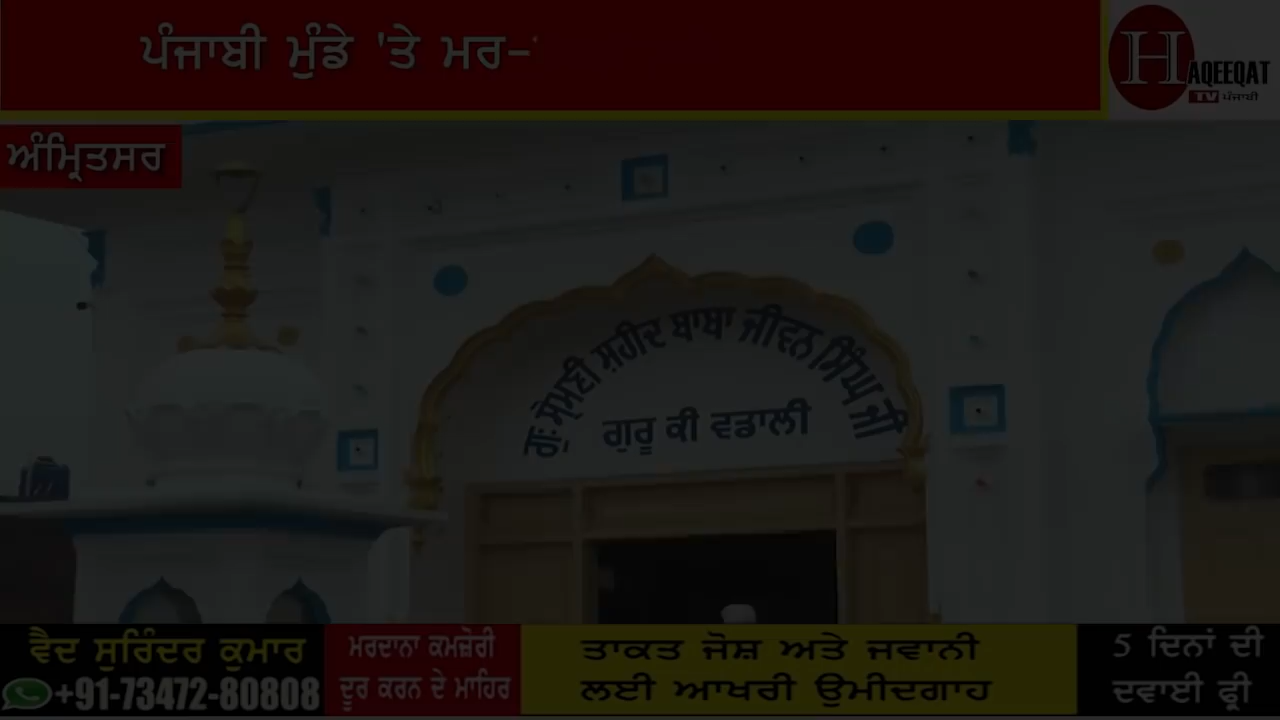 ਪੰਜਾਬੀ ਮੁੰਡੇ 'ਤੇ ਮਰ-
HAQEEQAT
TV ਪੰਜਾਬੀ
ਅੰਮ੍ਰਿਤਸਰ
ਗੁ: ਸ਼੍ਰੋਮਣੀ ਸ਼ਹੀਦ ਬਾਬਾ ਜੀਵਨ ਸਿੰਘ ਜੀ
ਗੁਰੂ ਕੀ ਵਡਾਲੀ
ਵੈਦ ਸੁਰਿੰਦਰ ਕੁਮਾਰ
+91-73472-80808
ਮਰਦਾਨਾ ਕਮਜ਼ੋਰੀ
ਦੂਰ ਕਰਨ ਦੇ ਮਾਹਿਰ
ਤਾਕਤ ਜੋਸ਼ ਅਤੇ ਜਵਾਨੀ
ਲਈ ਆਖਰੀ ਉਮੀਦਗਾਹ
5 ਦਿਨਾਂ ਦੀ
ਦਵਾਈ ਫ੍ਰੀ